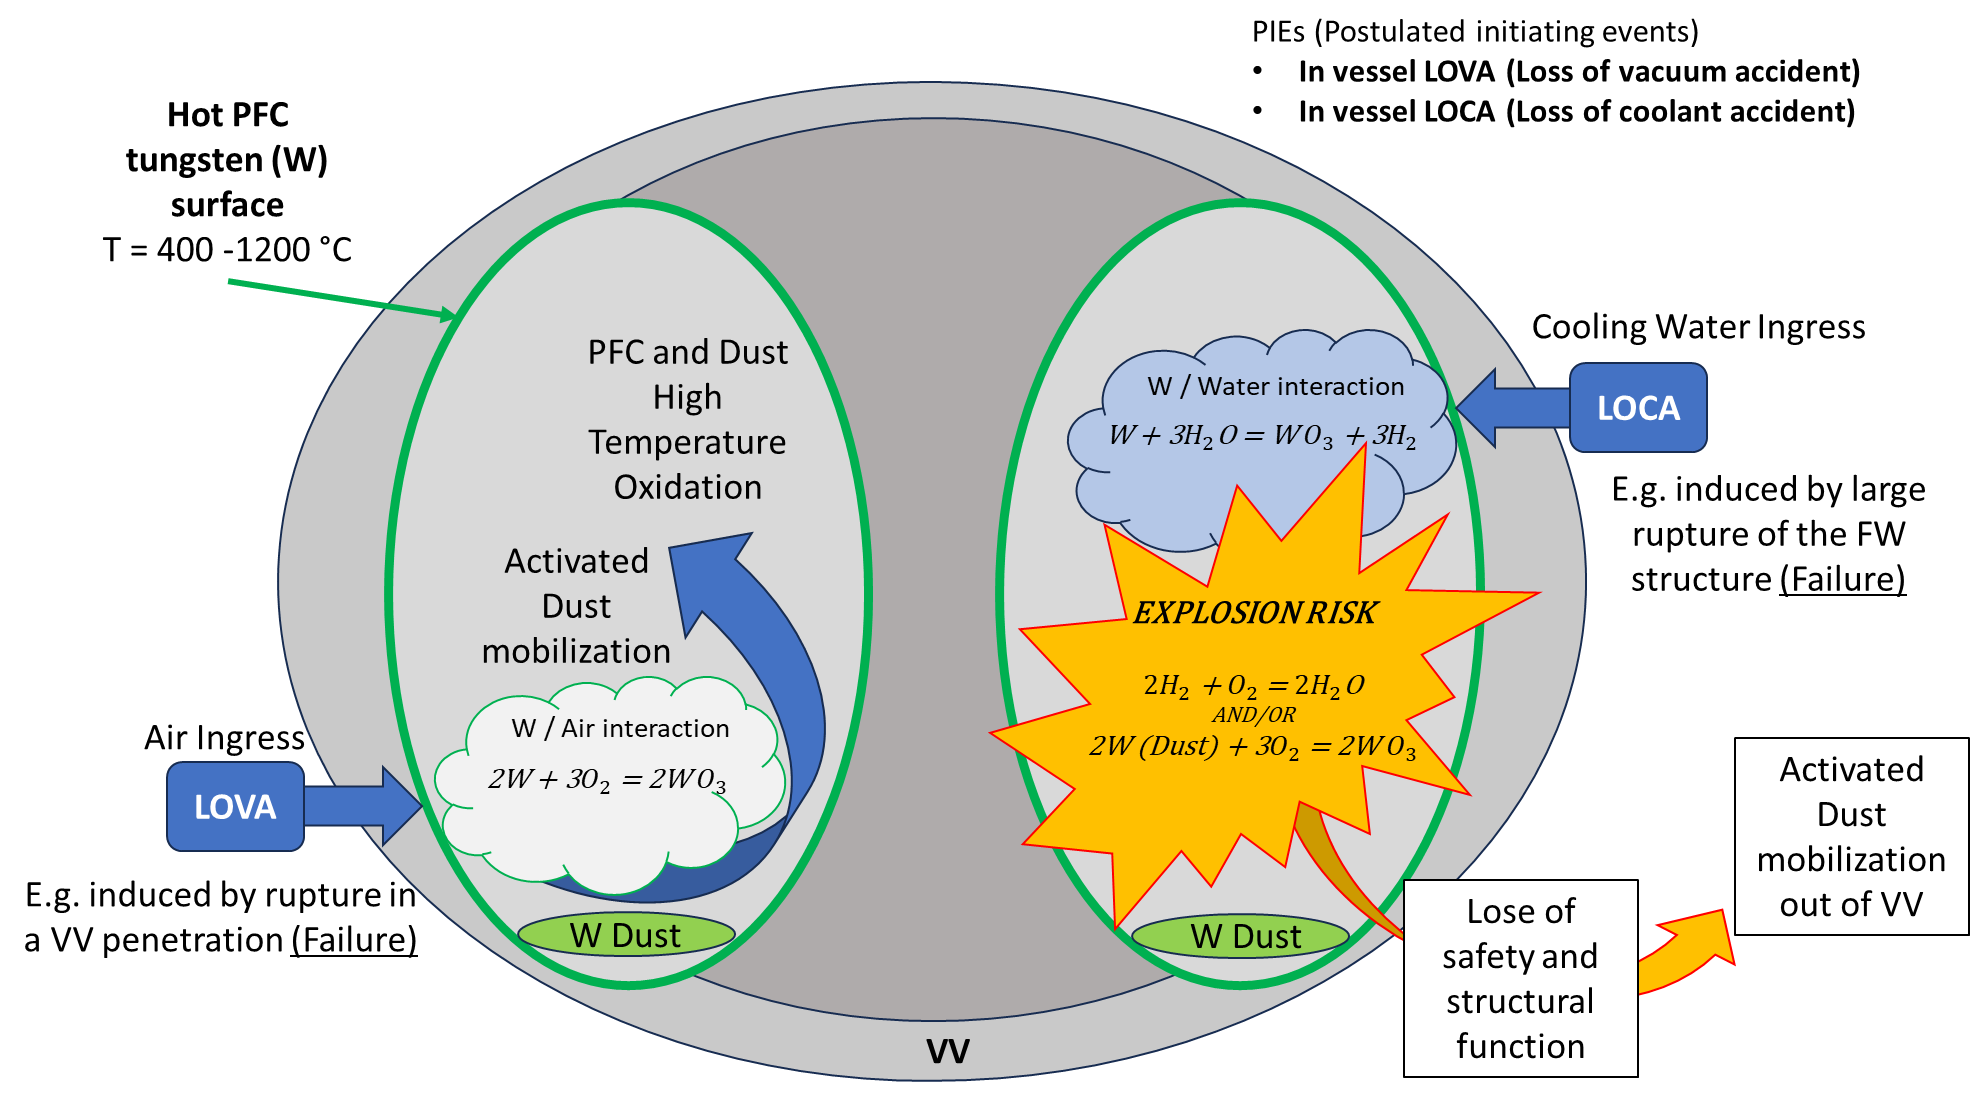 PIEs (Postulated initiating events)
• In vessel LOVA (Loss of vacuum accident)
• In vessel LOCA (Loss of coolant accident)
Hot PFC
tungsten (W)
surface
T = 400 -1200 °C
PFC and Dust
High
Temperature
Oxidation
Activated
Dust
mobilization
W / Air interaction
2W + 3O₂ = 2WO₃
Air Ingress
LOVA
E.g. induced by rupture in
a VV penetration (Failure)
W Dust
Cooling Water Ingress
LOCA
E.g. induced by large
rupture of the FW
structure (Failure)
W / Water interaction
W + 3H₂O = WO₃ + 3H₂
EXPLOSION RISK
2H₂ + O₂ = 2H₂O
AND/OR
2W (Dust) + 3O₂ = 2WO₃
W Dust
Lose of
safety and
structural
function
Activated
Dust
mobilization
out of VV
VV